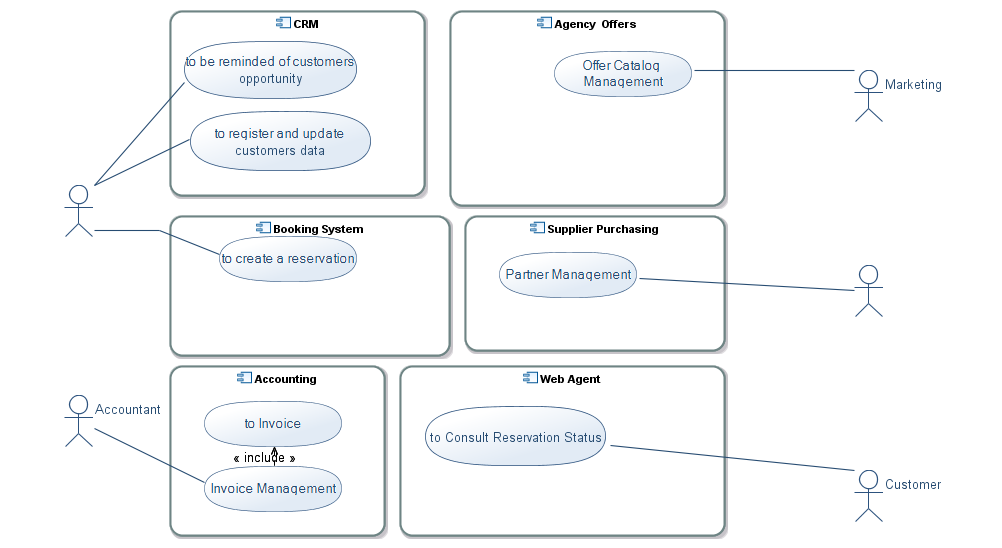 CRM
to be reminded of customers
opportunity
to register and update
customers data
Agency Offers
Offer Catalog
Management
Marketing
Booking System
to create a reservation
Supplier Purchasing
Partner Management
Accounting
to Invoice
« include »
Invoice Management
Accountant
Web Agent
to Consult Reservation Status
Customer